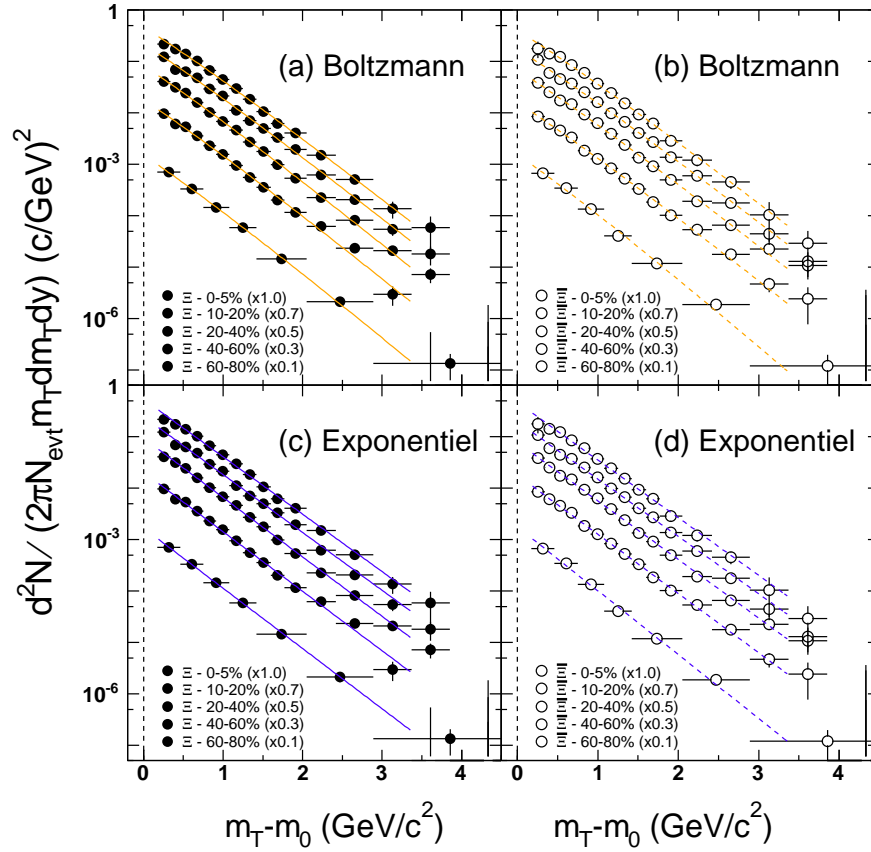 d²N/ (2πN_evt m_T dm_T dy) (c/GeV)²
1
10⁻³
10⁻⁶
(a) Boltzmann
Ξ - 0-5% (x1.0)
Ξ - 10-20% (x0.7)
Ξ - 20-40% (x0.5)
Ξ - 40-60% (x0.3)
Ξ - 60-80% (x0.1)
(b) Boltzmann
Ξ̅ - 0-5% (x1.0)
Ξ̅ - 10-20% (x0.7)
Ξ̅ - 20-40% (x0.5)
Ξ̅ - 40-60% (x0.3)
Ξ̅ - 60-80% (x0.1)
1
10⁻³
10⁻⁶
(c) Exponentiel
Ξ - 0-5% (x1.0)
Ξ - 10-20% (x0.7)
Ξ - 20-40% (x0.5)
Ξ - 40-60% (x0.3)
Ξ - 60-80% (x0.1)
(d) Exponentiel
Ξ̅ - 0-5% (x1.0)
Ξ̅ - 10-20% (x0.7)
Ξ̅ - 20-40% (x0.5)
Ξ̅ - 40-60% (x0.3)
Ξ̅ - 60-80% (x0.1)
0 1 2 3 4
0 1 2 3 4
m_T-m_0 (GeV/c²)
m_T-m_0 (GeV/c²)